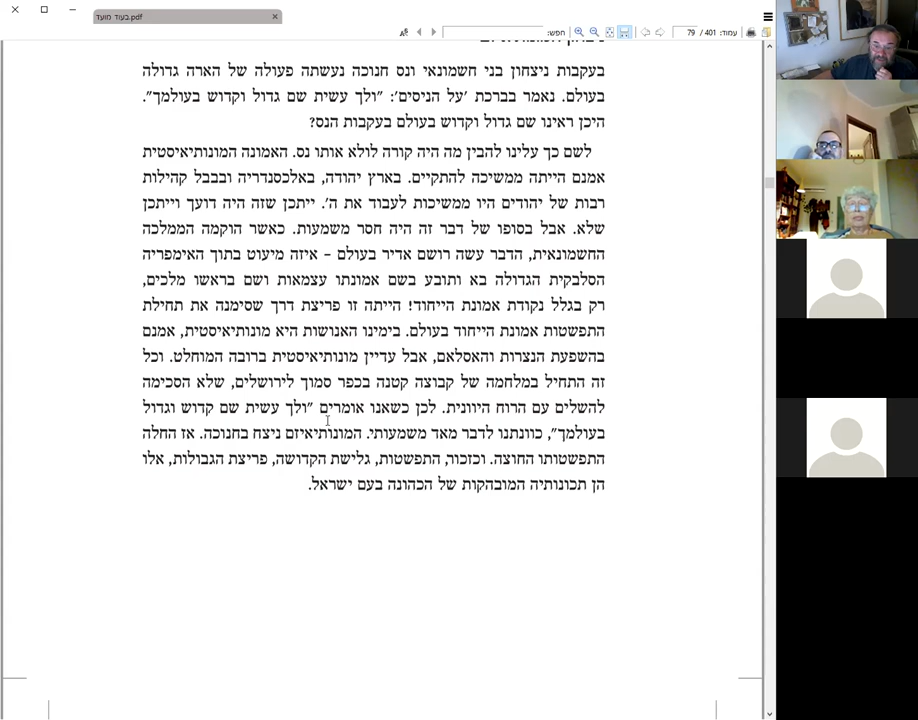 בעוד מועד.pdf
עמוד: 401 / 79
חפש:
בעקבות ניצחון בני חשמונאי ונס חנוכה נעשתה פעולה של הארה גדולה
בעולם. נאמר בברכת 'על הניסים': "ולך עשית שם גדול וקדוש בעולמך".
היכן ראינו שם גדול וקדוש בעולם בעקבות הנס?
לשם כך עלינו להבין מה היה קורה לולא אותו נס. האמונה המונותיאיסטית
אמנם הייתה ממשיכה להתקיים. בארץ יהודה, באלכסנדריה ובבבל קהילות
רבות של יהודים היו ממשיכות לעבוד את ה'. ייתכן שזה היה דועך וייתכן
שלא. אבל בסופו של דבר זה היה חסר משמעות. כאשר הוקמה הממלכה
החשמונאית, הדבר עשה רושם אדיר בעולם – איזה מיעוט בתוך האימפריה
הסלבקית הגדולה בא ותובע בשם אמונתו עצמאות ושם בראשו מלכים,
רק בגלל נקודת אמונת הייחוד! הייתה זו פריצת דרך שסימנה את תחילת
התפשטות אמונת הייחוד בעולם. בימינו האנושות היא מונותיאיסטית, אמנם
בהשפעת הנצרות והאסלאם, אבל עדיין מונותיאיסטית ברובה המוחלט. וכל
זה התחיל במלחמה של קבוצה קטנה בכפר סמוך לירושלים, שלא הסכימה
להשלים עם הרוח היוונית. לכן כשאנו אומרים "ולך עשית שם קדוש וגדול
בעולמך", כוונתנו לדבר מאד משמעותי. המונותיאיזם ניצח בחנוכה. אז החלה
התפשטותו החוצה. וכזכור, התפשטות, גלישת הקדושה, פריצת הגבולות, אלו
הן תכונותיה המובהקות של הכהונה בעם ישראל.